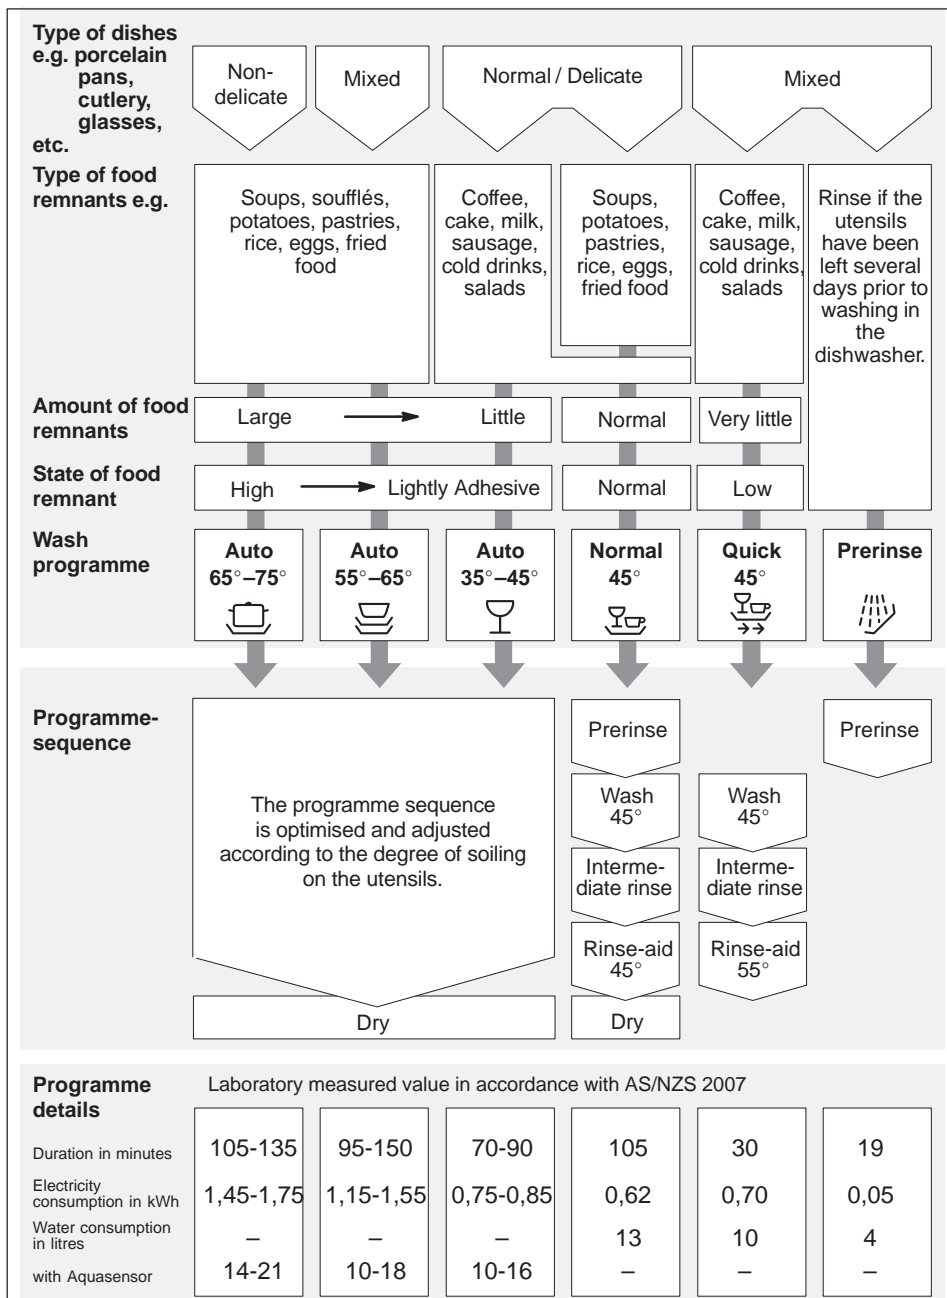 Type of dishes
e.g. porcelain
pans,
cutlery,
glasses,
etc.
Non-
delicate
Mixed
Normal / Delicate
Mixed
Type of food
remnants e.g.
Soups, soufflés,
potatoes, pastries,
rice, eggs, fried
food
Coffee,
cake, milk,
sausage,
cold drinks,
salads
Soups,
potatoes,
pastries,
rice, eggs,
fried food
Coffee,
cake, milk,
sausage,
cold drinks,
salads
Rinse if the
utensils
have been
left several
days prior to
washing in
the
dishwasher.
Amount of food
remnants
Large
Little
Normal
Very little
State of food
remnant
High
Lightly Adhesive
Normal
Low
Wash
programme
Auto
65°–75°
Auto
55°–65°
Auto
35°–45°
Normal
45°
Quick
45°
Prerinse
Programme-
sequence
The programme sequence
is optimised and adjusted
according to the degree of soiling
on the utensils.
Dry
Prerinse
Wash
45°
Interme-
diate rinse
Rinse-aid
45°
Dry
Wash
45°
Interme-
diate rinse
Rinse-aid
55°
Prerinse
Programme
details
Laboratory measured value in accordance with AS/NZS 2007
Duration in minutes 105-135 95-150 70-90 105 30 19
Electricity
consumption in kWh 1,45-1,75 1,15-1,55 0,75-0,85 0,62 0,70 0,05
Water consumption
in litres – – – 13 10 4
with Aquasensor 14-21 10-18 10-16 – – –